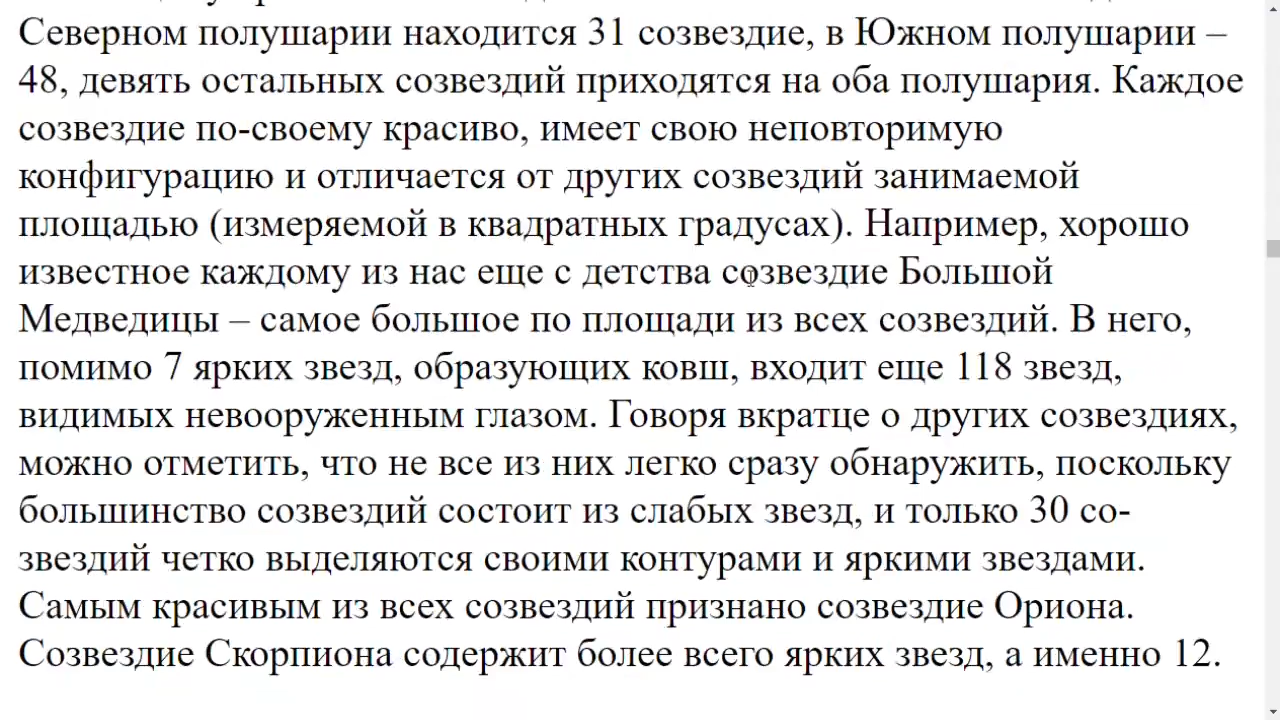 Северном полушарии находится 31 созвездие, в Южном полушарии –
48, девять остальных созвездий приходятся на оба полушария. Каждое
созвездие по-своему красиво, имеет свою неповторимую
конфигурацию и отличается от других созвездий занимаемой
площадью (измеряемой в квадратных градусах). Например, хорошо
известное каждому из нас еще с детства созвездие Большой
Медведицы – самое большое по площади из всех созвездий. В него,
помимо 7 ярких звезд, образующих ковш, входит еще 118 звезд,
видимых невооруженным глазом. Говоря вкратце о других созвездиях,
можно отметить, что не все из них легко сразу обнаружить, поскольку
большинство созвездий состоит из слабых звезд, и только 30 со-
звездий четко выделяются своими контурами и яркими звездами.
Самым красивым из всех созвездий признано созвездие Ориона.
Созвездие Скорпиона содержит более всего ярких звезд, а именно 12.